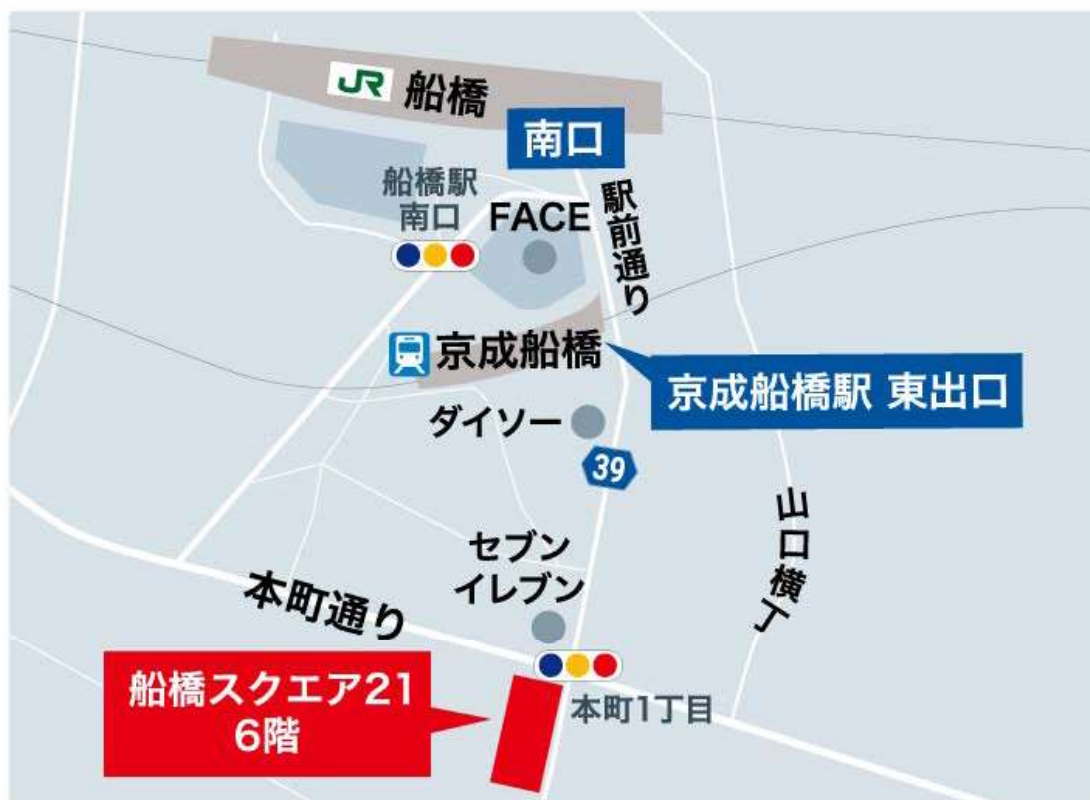 JR 船橋
南口
船橋駅
南口
FACE
駅前通り
京成船橋
京成船橋駅 東出口
ダイソー
39
山口横丁
セブン
イレブン
本町通り
船橋スクエア21
6階
本町1丁目